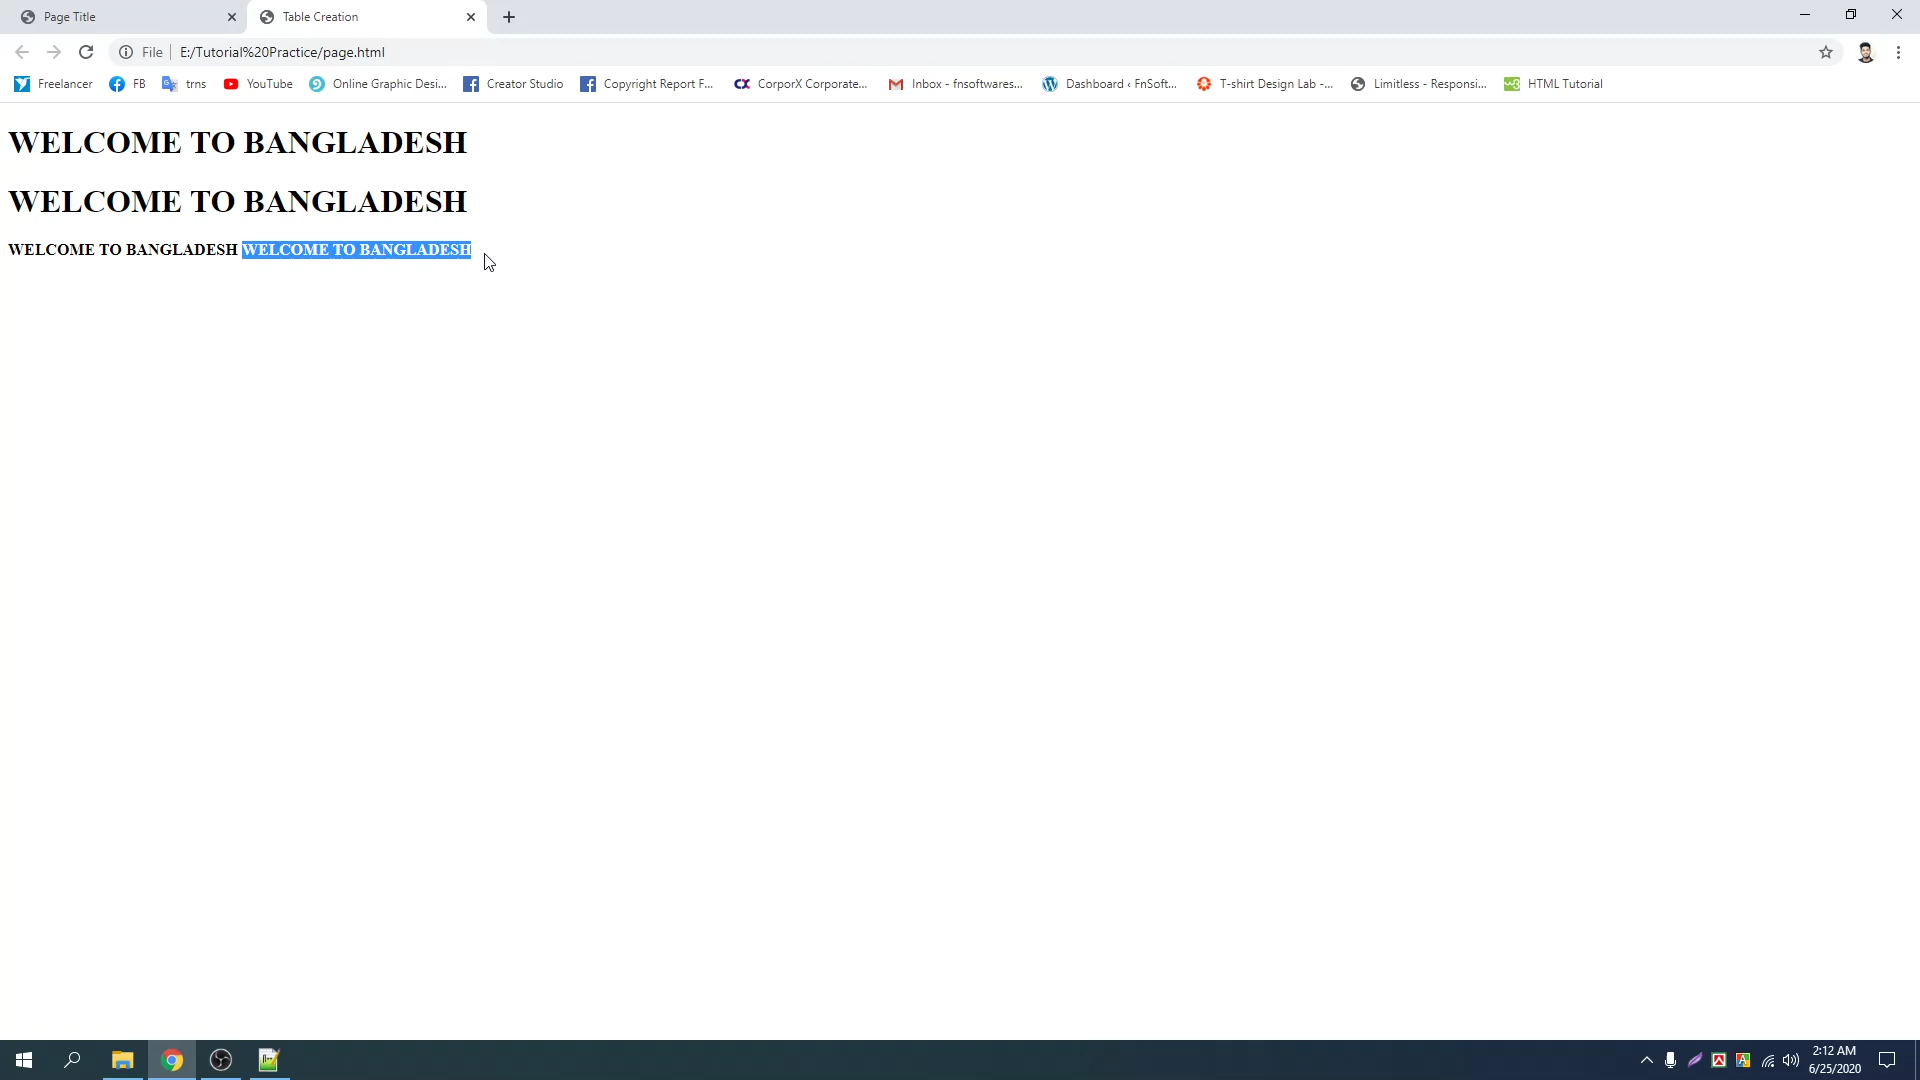 Page Title
Table Creation
File E:/Tutorial%20Practice/page.html
Freelancer FB trns YouTube Online Graphic Desi... Creator Studio Copyright Report F... CorporX Corporate... Inbox - fnsoftwares... Dashboard ‹ FnSoft... T-shirt Design Lab -... Limitless - Responsi... HTML Tutorial
WELCOME TO BANGLADESH
WELCOME TO BANGLADESH
WELCOME TO BANGLADESH WELCOME TO BANGLADESH
2:12 AM
6/25/2020